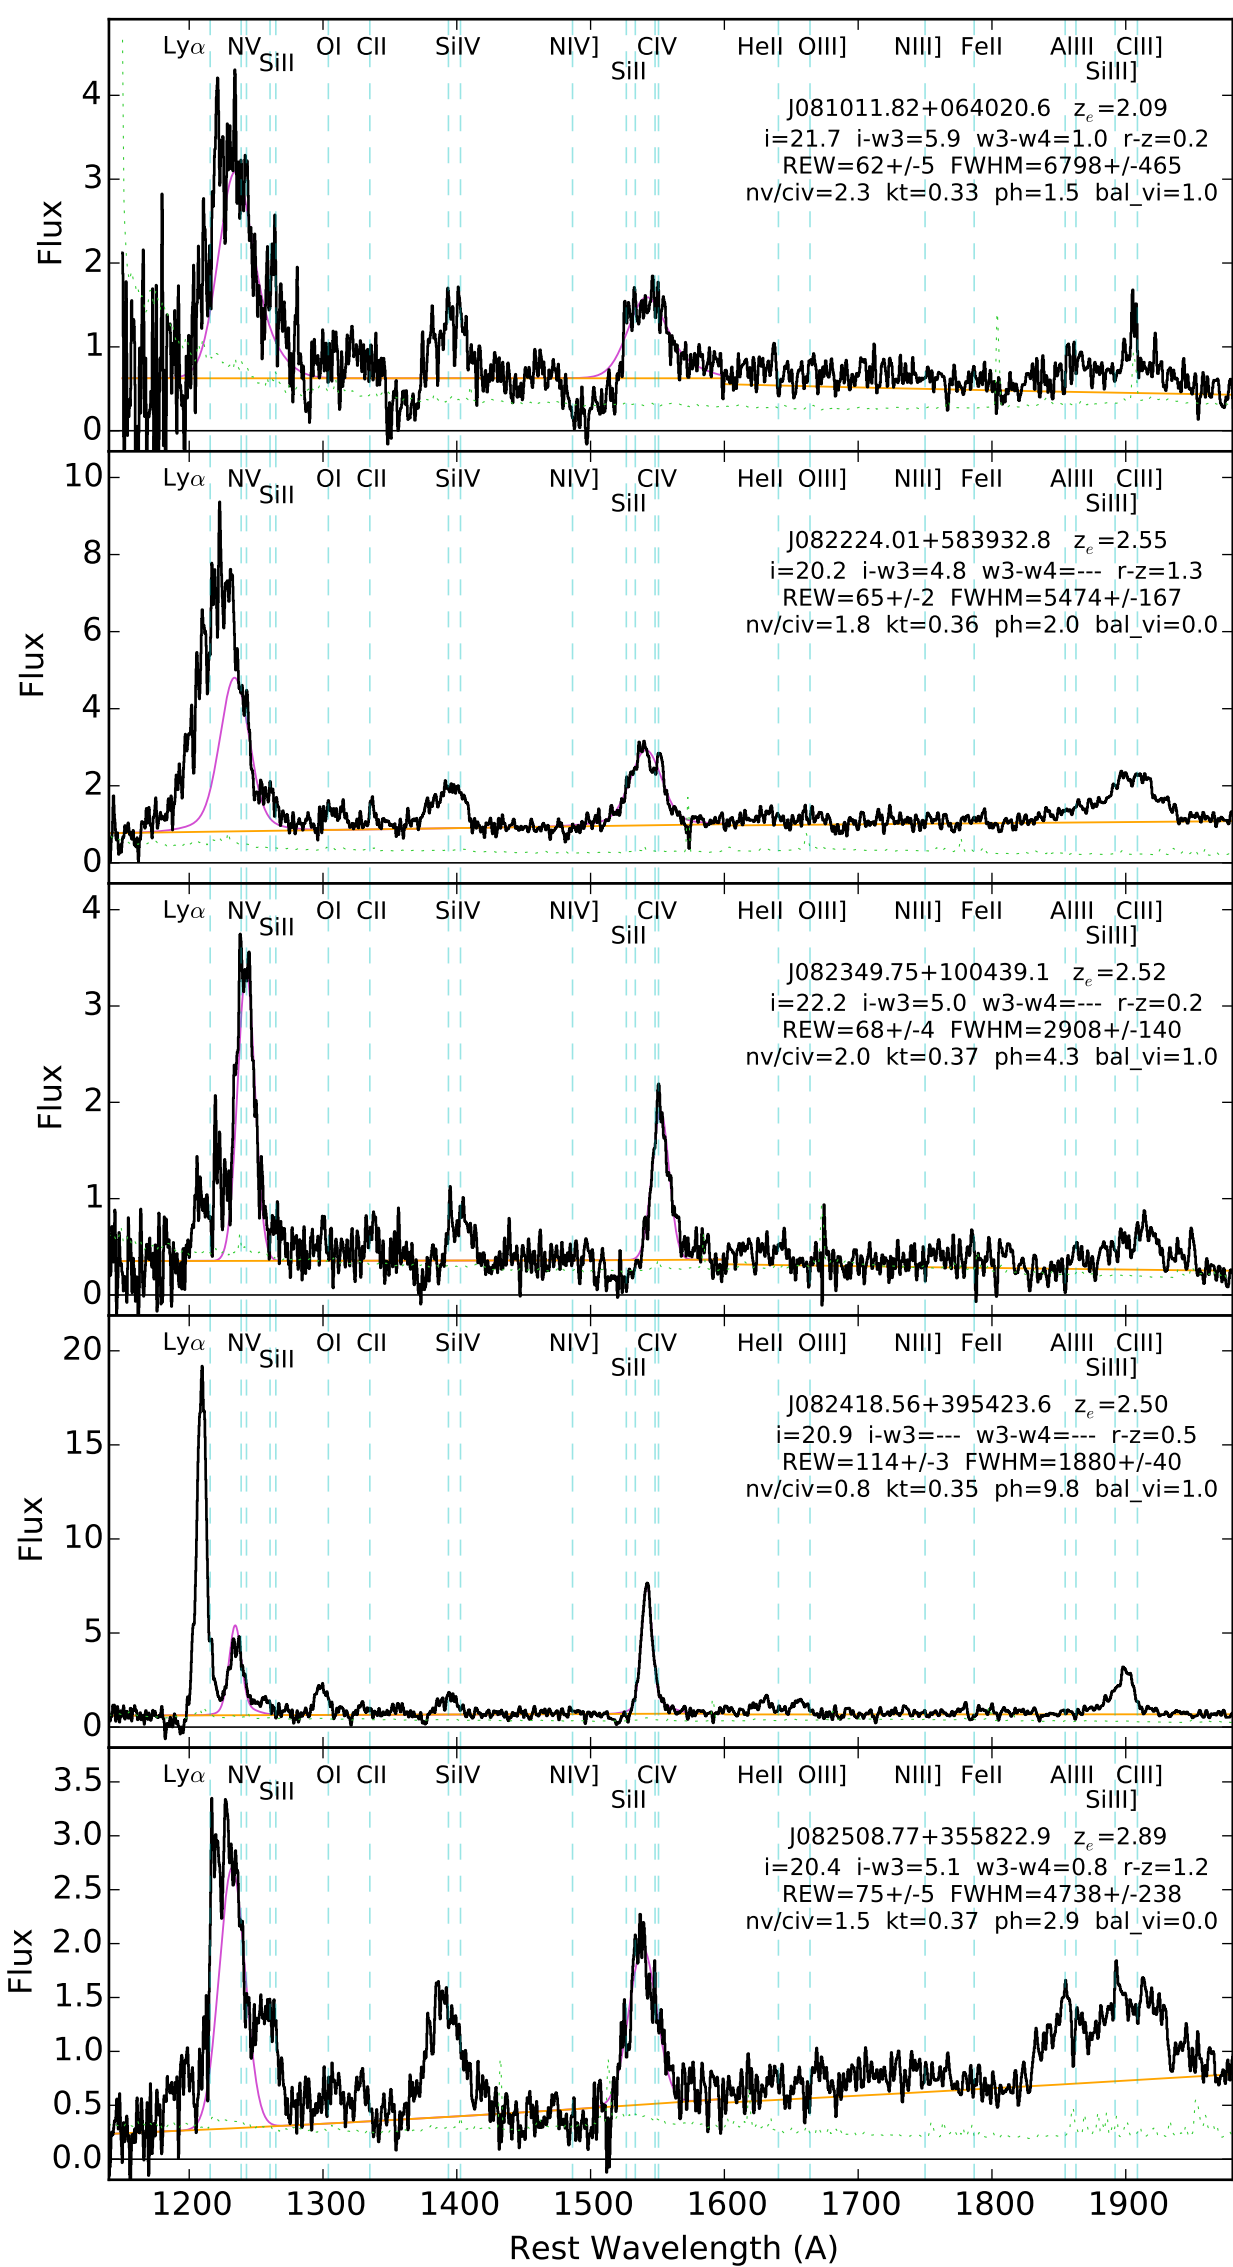 Lyα NV SiII OI CII SiIV NIV] SiII CIV HeII OIII] NIII] FeII AlIII SiIII] CIII]
J081011.82+064020.6 z_e=2.09
i=21.7 i-w3=5.9 w3-w4=1.0 r-z=0.2
REW=62+/-5 FWHM=6798+/-465
nv/civ=2.3 kt=0.33 ph=1.5 bal_vi=1.0
4
3
2
1
0
Flux
Lyα NV SiII OI CII SiIV NIV] SiII CIV HeII OIII] NIII] FeII AlIII SiIII] CIII]
J082224.01+583932.8 z_e=2.55
i=20.2 i-w3=4.8 w3-w4=--- r-z=1.3
REW=65+/-2 FWHM=5474+/-167
nv/civ=1.8 kt=0.36 ph=2.0 bal_vi=0.0
10
8
6
4
2
0
Flux
Lyα NV SiII OI CII SiIV NIV] SiII CIV HeII OIII] NIII] FeII AlIII SiIII] CIII]
J082349.75+100439.1 z_e=2.52
i=22.2 i-w3=5.0 w3-w4=--- r-z=0.2
REW=68+/-4 FWHM=2908+/-140
nv/civ=2.0 kt=0.37 ph=4.3 bal_vi=1.0
4
3
2
1
0
Flux
Lyα NV SiII OI CII SiIV NIV] SiII CIV HeII OIII] NIII] FeII AlIII SiIII] CIII]
J082418.56+395423.6 z_e=2.50
i=20.9 i-w3=--- w3-w4=--- r-z=0.5
REW=114+/-3 FWHM=1880+/-40
nv/civ=0.8 kt=0.35 ph=9.8 bal_vi=1.0
20
15
10
5
0
Flux
Lyα NV SiII OI CII SiIV NIV] SiII CIV HeII OIII] NIII] FeII AlIII SiIII] CIII]
J082508.77+355822.9 z_e=2.89
i=20.4 i-w3=5.1 w3-w4=0.8 r-z=1.2
REW=75+/-5 FWHM=4738+/-238
nv/civ=1.5 kt=0.37 ph=2.9 bal_vi=0.0
3.5
3.0
2.5
2.0
1.5
1.0
0.5
0.0
Flux
1200 1300 1400 1500 1600 1700 1800 1900
Rest Wavelength (A)